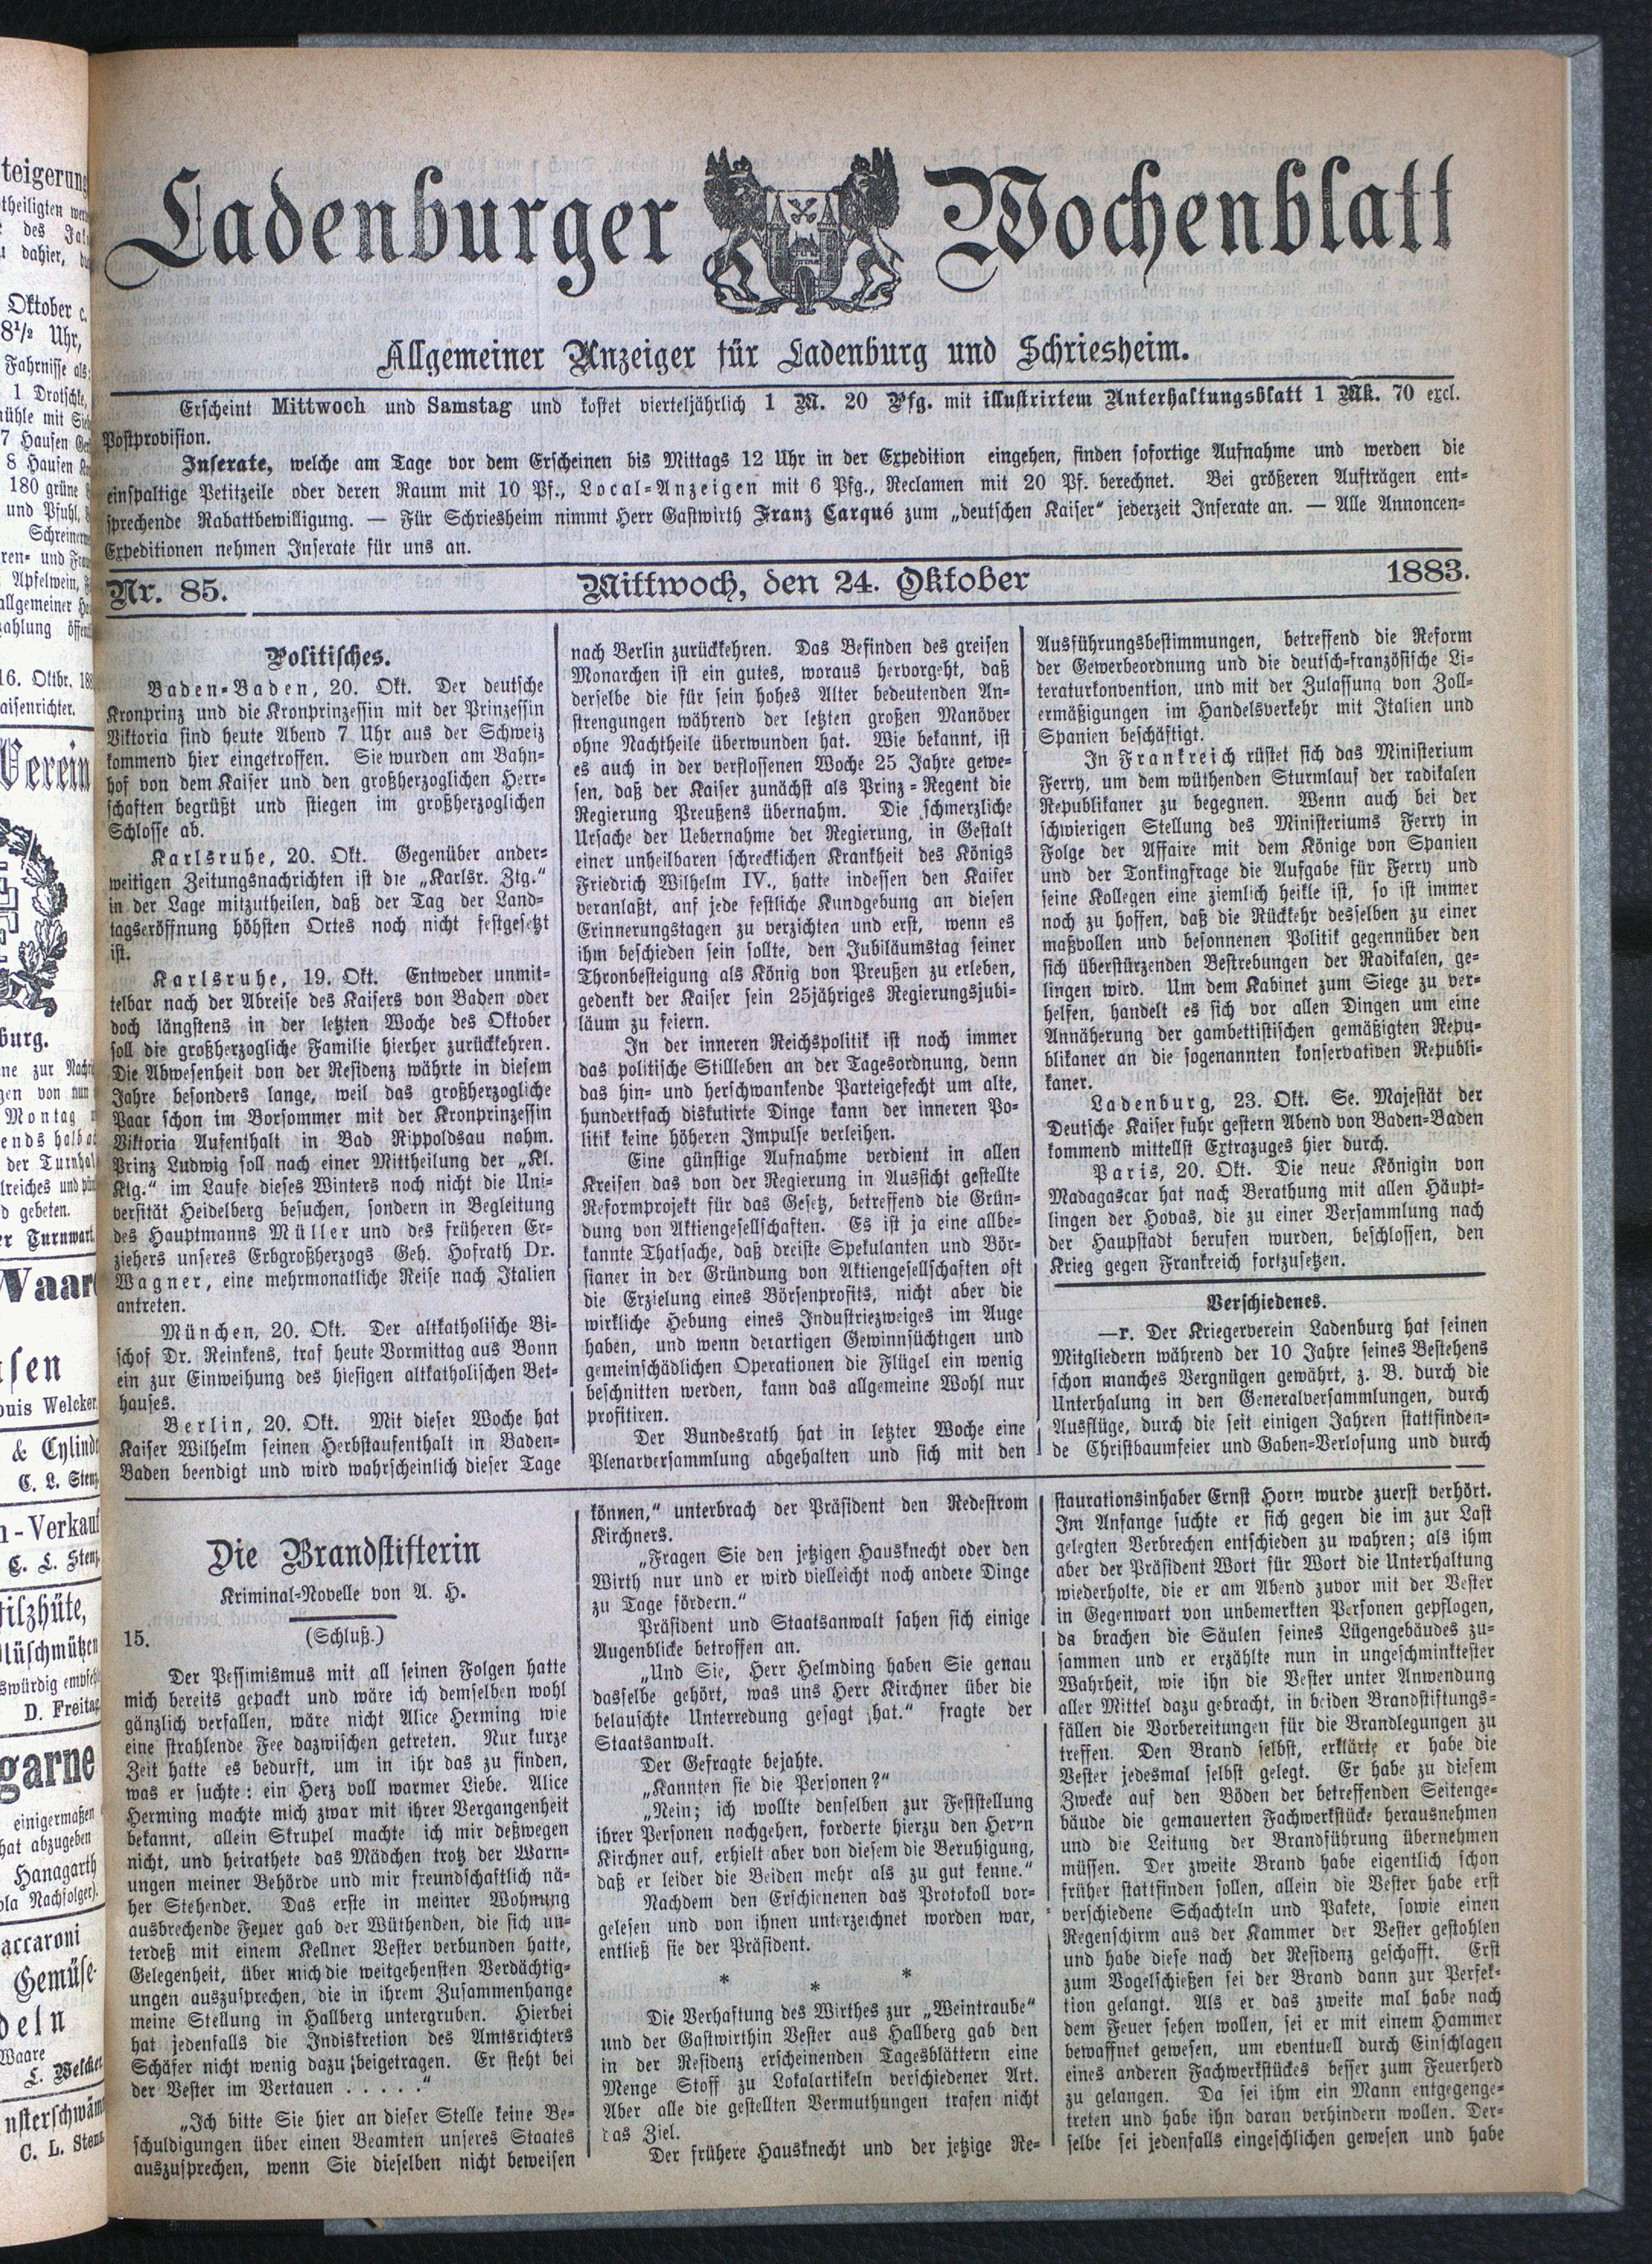 Ladenburger Wochenblatt
Allgemeiner Anzeiger für Ladenburg und Schriesheim.
Erscheint Mittwoch und Samstag und kostet vierteljährlich 1 M. 20 Pfg. mit illustrirtem Unterhaltungsblatt 1 Mk. 70 excl.
Postprovision.
Inserate, welche am Tage vor dem Erscheinen bis Mittags 12 Uhr in der Expedition eingehen, finden sofortige Aufnahme und werden die
einspaltige Petitzeile oder deren Raum mit 10 Pf., Local-Anzeigen mit 6 Pfg., Reclamen mit 20 Pf. berechnet. Bei größeren Aufträgen ent-
sprechende Rabattbewilligung. — Für Schriesheim nimmt Herr Gastwirth Franz Carqué zum „deutschen Kaiser“ jederzeit Inserate an. — Alle Annoncen-
Expeditionen nehmen Inserate für uns an.
Nr. 85. Mittwoch, den 24. Oktober 1883.
Politisches.
Baden-Baden, 20. Okt. Der deutsche
Kronprinz und die Kronprinzessin mit der Prinzessin
Viktoria sind heute Abend 7 Uhr aus der Schweiz
kommend hier eingetroffen. Sie wurden am Bahn-
hof von dem Kaiser und den großherzoglichen Herr-
schaften begrüßt und stiegen im großherzoglichen
Schlosse ab.
Karlsruhe, 20. Okt. Gegenüber ander-
weitigen Zeitungsnachrichten ist die „Karlsr. Ztg.“
in der Lage mitzutheilen, daß der Tag der Land-
tagseröffnung höhsten Ortes noch nicht festgesetzt
ist.
Karlsruhe, 19. Okt. Entweder unmit-
telbar nach der Abreise des Kaisers von Baden oder
doch längstens in der letzten Woche des Oktober
soll die großherzogliche Familie hierher zurückkehren.
Die Abwesenheit von der Residenz währte in diesem
Jahre besonders lange, weil das großherzogliche
Paar schon im Vorsommer mit der Kronprinzessin
Viktoria Aufenthalt in Bad Rippoldsau nahm.
Prinz Ludwig soll nach einer Mittheilung der „Kl.
Ktg.“ im Laufe dieses Winters noch nicht die Uni-
versität Heidelberg besuchen, sondern in Begleitung
des Hauptmanns Müller und des früheren Er-
ziehers unseres Erbgroßherzogs Geh. Hofrath Dr.
Wagner, eine mehrmonatliche Reise nach Italien
antreten.
München, 20. Okt. Der altkatholische Bi-
schof Dr. Reinkens, traf heute Vormittag aus Bonn
ein zur Einweihung des hiesigen altkatholischen Bet-
hauses.
Berlin, 20. Okt. Mit dieser Woche hat
Kaiser Wilhelm seinen Herbstaufenthalt in Baden-
Baden beendigt und wird wahrscheinlich dieser Tage
nach Berlin zurückkehren. Das Befinden des greisen
Monarchen ist ein gutes, woraus hervorgeht, daß
derselbe die für sein hohes Alter bedeutenden An-
strengungen während der letzten großen Manöver
ohne Nachtheile überwunden hat. Wie bekannt, ist
es auch in der verflossenen Woche 25 Jahre gewe-
sen, daß der Kaiser zunächst als Prinz-Regent die
Regierung Preußens übernahm. Die schmerzliche
Ursache der Uebernahme der Regierung, in Gestalt
einer unheilbaren schrecklichen Krankheit des Königs
Friedrich Wilhelm IV., hatte indessen den Kaiser
veranlaßt, auf jede festliche Kundgebung an diesen
Erinnerungstagen zu verzichten und erst, wenn es
ihm beschieden sein sollte, den Jubiläumstag seiner
Thronbesteigung als König von Preußen zu erleben,
gedenkt der Kaiser sein 25jähriges Regierungsjubi-
läum zu feiern.
In der inneren Reichspolitik ist noch immer
das politische Stillleben an der Tagesordnung, denn
das hin- und herschwankende Parteigefecht um alte,
hundertfach diskutirte Dinge kann der inneren Po-
litik keine höheren Impulse verleihen.
Eine günstige Aufnahme verdient in allen
Kreisen das von der Regierung in Aussicht gestellte
Reformprojekt für das Gesetz, betreffend die Grün-
dung von Aktiengesellschaften. Es ist ja eine allbe-
kannte Thatsache, daß dreiste Spekulanten und Bör-
sianer in der Gründung von Aktiengesellschaften oft
die Erzielung eines Börsenprofits, nicht aber die
wirkliche Hebung eines Industriezweiges im Auge
haben, und wenn derartigen Gewinnsüchtigen und
gemeinschädlichen Operationen die Flügel ein wenig
beschnitten werden, kann das allgemeine Wohl nur
profitiren.
Der Bundesrath hat in letzter Woche eine
Plenarversammlung abgehalten und sich mit den
Ausführungsbestimmungen, betreffend die Reform
der Gewerbeordnung und die deutsch-französische Li-
teraturkonvention, und mit der Zulassung von Zoll-
ermäßigungen im Handelsverkehr mit Italien und
Spanien beschäftigt.
In Frankreich rüstet sich das Ministerium
Ferry, um dem wüthenden Sturmlauf der radikalen
Republikaner zu begegnen. Wenn auch bei der
schwierigen Stellung des Ministeriums Ferry in
Folge der Affaire mit dem Könige von Spanien
und der Tonkingfrage die Aufgabe für Ferry und
seine Kollegen eine ziemlich heikle ist, so ist immer
noch zu hoffen, daß die Rückkehr desselben zu einer
maßvollen und besonnenen Politik gegennüber den
sich überstürzenden Bestrebungen der Radikalen, ge-
lingen wird. Um dem Kabinet zum Siege zu ver-
helfen, handelt es sich vor allen Dingen um eine
Annäherung der gambettistischen gemäßigten Repu-
blikaner an die sogenannten konservativen Republi-
kaner.
Ladenburg, 23. Okt. Se. Majestät der
Deutsche Kaiser fuhr gestern Abend von Baden-Baden
kommend mittellst Extrazuges hier durch.
Paris, 20. Okt. Die neue Königin von
Madagascar hat nach Berathung mit allen Häupt-
lingen der Hovas, die zu einer Versammlung nach
der Haupstadt berufen wurden, beschlossen, den
Krieg gegen Frankreich fortzusetzen.
Verschiedenes.
—r. Der Kriegerverein Ladenburg hat seinen
Mitgliedern während der 10 Jahre seines Bestehens
schon manches Vergnügen gewährt, z. B. durch die
Unterhalung in den Generalversammlungen, durch
Ausflüge, durch die seit einigen Jahren stattfinden-
de Christbaumfeier und Gaben-Verlosung und durch
Die Brandstifterin
Kriminal-Novelle von A. H.
15. (Schluß.)
Der Pessimismus mit all seinen Folgen hatte
mich bereits gepackt und wäre ich demselben wohl
gänzlich verfallen, wäre nicht Alice Herming wie
eine strahlende Fee dazwischen getreten. Nur kurze
Zeit hatte es bedurft, um in ihr das zu finden,
was er suchte: ein Herz voll warmer Liebe. Alice
Herming machte mich zwar mit ihrer Vergangenheit
bekannt, allein Skrupel machte ich mir deßwegen
nicht, und heirathete das Mädchen trotz der Warn-
ungen meiner Behörde und mir freundschaftlich nä-
her Stehender. Das erste in meiner Wohnung
ausbrechende Feuer gab der Wüthenden, die sich un-
terdeß mit einem Kellner Vester verbunden hatte,
Gelegenheit, über mich die weitgehensten Verdächtig-
ungen auszusprechen, die in ihrem Zusammenhange
meine Stellung in Hallberg untergruben. Hierbei
hat jedenfalls die Indiskretion des Amtsrichters
Schäfer nicht wenig dazu beigetragen. Er steht bei
der Vester im Vertauen . . . . .“
„Ich bitte Sie hier an dieser Stelle keine Be-
schuldigungen über einen Beamten unseres Staates
auszusprechen, wenn Sie dieselben nicht beweisen
können,“ unterbrach der Präsident den Redestrom
Kirchners.
„Fragen Sie den jetzigen Hausknecht oder den
Wirth nur und er wird vielleicht noch andere Dinge
zu Tage fördern.“
Präsident und Staatsanwalt sahen sich einige
Augenblicke betroffen an.
„Und Sie, Herr Helmding haben Sie genau
dasselbe gehört, was uns Herr Kirchner über die
belauschte Unterredung gesagt hat.“ fragte der
Staatsanwalt.
Der Gefragte bejahte.
„Kannten sie die Personen?“
„Nein; ich wollte denselben zur Feststellung
ihrer Personen nachgehen, forderte hierzu den Herrn
Kirchner auf, erhielt aber von diesem die Beruhigung,
daß er leider die Beiden mehr als zu gut kenne.“
Nachdem den Erschienenen das Protokoll vor-
gelesen und von ihnen unterzeichnet worden war,
entließ sie der Präsident.
* * *
Die Verhaftung des Wirthes zur „Weintraube“
und der Gastwirthin Vester aus Hallberg gab den
in der Residenz erscheinenden Tagesblättern eine
Menge Stoff zu Lokalartikeln verschiedener Art.
Aber alle die gestellten Vermuthungen trafen nicht
das Ziel.
Der frühere Hausknecht und der jetzige Re-
staurationsinhaber Ernst Horn wurde zuerst verhört.
Im Anfange suchte er sich gegen die im zur Last
gelegten Verbrechen entschieden zu wahren; als ihm
aber der Präsident Wort für Wort die Unterhaltung
wiederholte, die er am Abend zuvor mit der Vester
in Gegenwart von unbemerkten Personen gepflogen,
da brachen die Säulen seines Lügengebäudes zu-
sammen und er erzählte nun in ungeschminktester
Wahrheit, wie ihn die Vester unter Anwendung
aller Mittel dazu gebracht, in beiden Brandstiftungs-
fällen die Vorbereitungen für die Brandlegungen zu
treffen. Den Brand selbst, erklärte er habe die
Vester jedesmal selbst gelegt. Er habe zu diesem
Zwecke auf den Böden der betreffenden Seitenge-
bäude die gemauerten Fachwerkstücke herausnehmen
und die Leitung der Brandführung übernehmen
müssen. Der zweite Brand habe eigentlich schon
früher stattfinden sollen, allein die Vester habe erst
verschiedene Schachteln und Pakete, sowie einen
Regenschirm aus der Kammer der Vester gestohlen
und habe diese nach der Residenz geschafft. Erst
zum Vogelschießen sei der Brand dann zur Perfek-
tion gelangt. Als er das zweite mal habe nach
dem Feuer sehen wollen, sei er mit einem Hammer
bewaffnet gewesen, um eventuell durch Einschlagen
eines anderen Fachwerkstückes besser zum Feuerherd
zu gelangen. Da sei ihm ein Mann entgegenge-
treten und habe ihn daran verhindern wollen. Der-
selbe sei jedenfalls eingeschlichen gewesen und habe